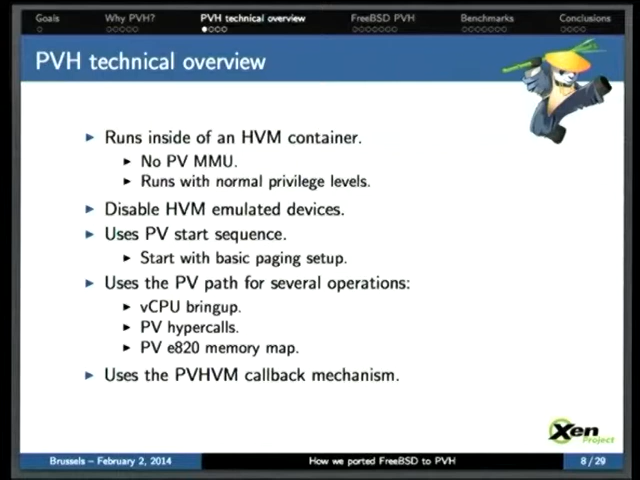 Goals Why PVH? PVH technical overview FreeBSD PVH Benchmarks Conclusions
PVH technical overview
Runs inside of an HVM container.
No PV MMU.
Runs with normal privilege levels.
Disable HVM emulated devices.
Uses PV start sequence.
Start with basic paging setup.
Uses the PV path for several operations:
vCPU bringup.
PV hypercalls.
PV e820 memory map.
Uses the PVHVM callback mechanism.
Xen
Project
Brussels – February 2, 2014 How we ported FreeBSD to PVH 8 / 29